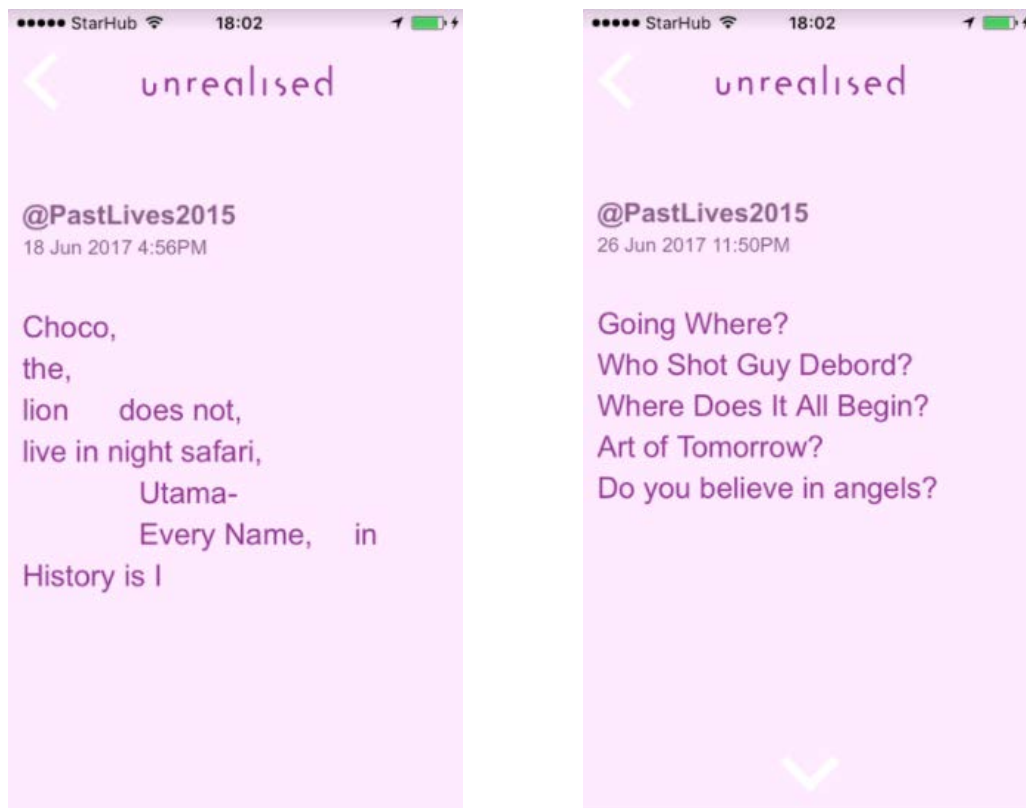 StarHub 18:02
unrealised
@PastLives2015
18 Jun 2017 4:56PM
Choco,
the,
lion does not,
live in night safari,
Utama-
Every Name, in
History is I
StarHub 18:02
unrealised
@PastLives2015
26 Jun 2017 11:50PM
Going Where?
Who Shot Guy Debord?
Where Does It All Begin?
Art of Tomorrow?
Do you believe in angels?